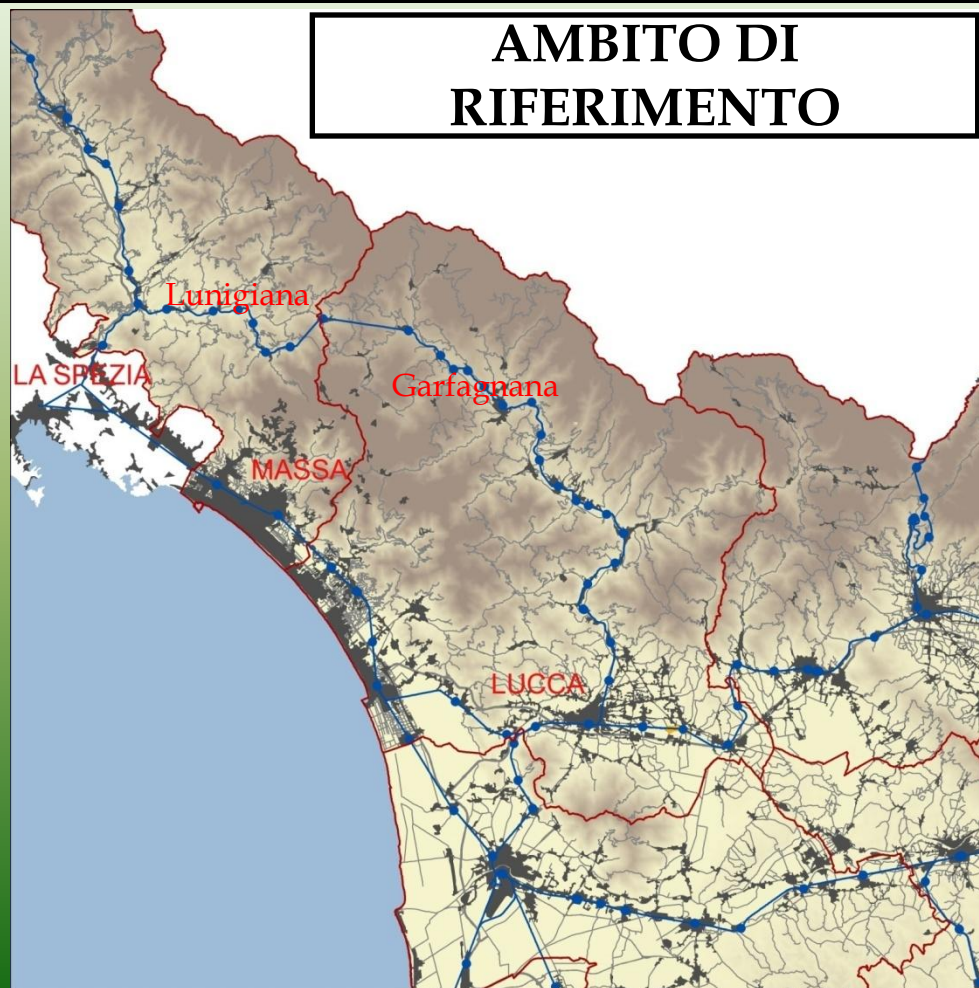 AMBITO DI
RIFERIMENTO
Lunigiana
LA SPEZIA
Garfagnana
MASSA
LUCCA